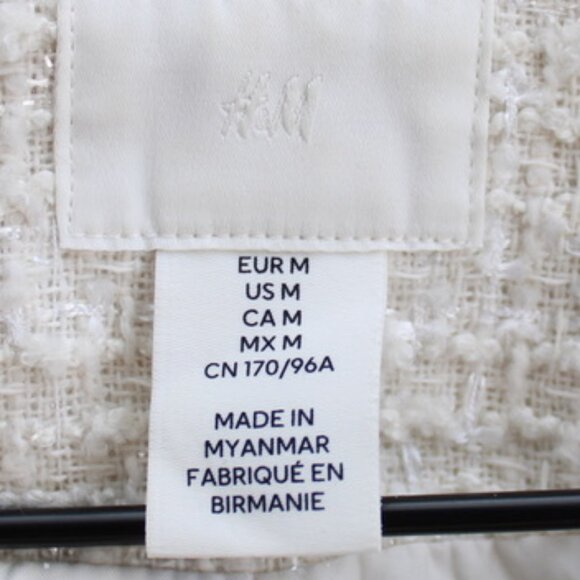 H&M
EUR M
US M
CA M
MX M
CN 170/96A
MADE IN
MYANMAR
FABRIQUÉ EN
BIRMANIE